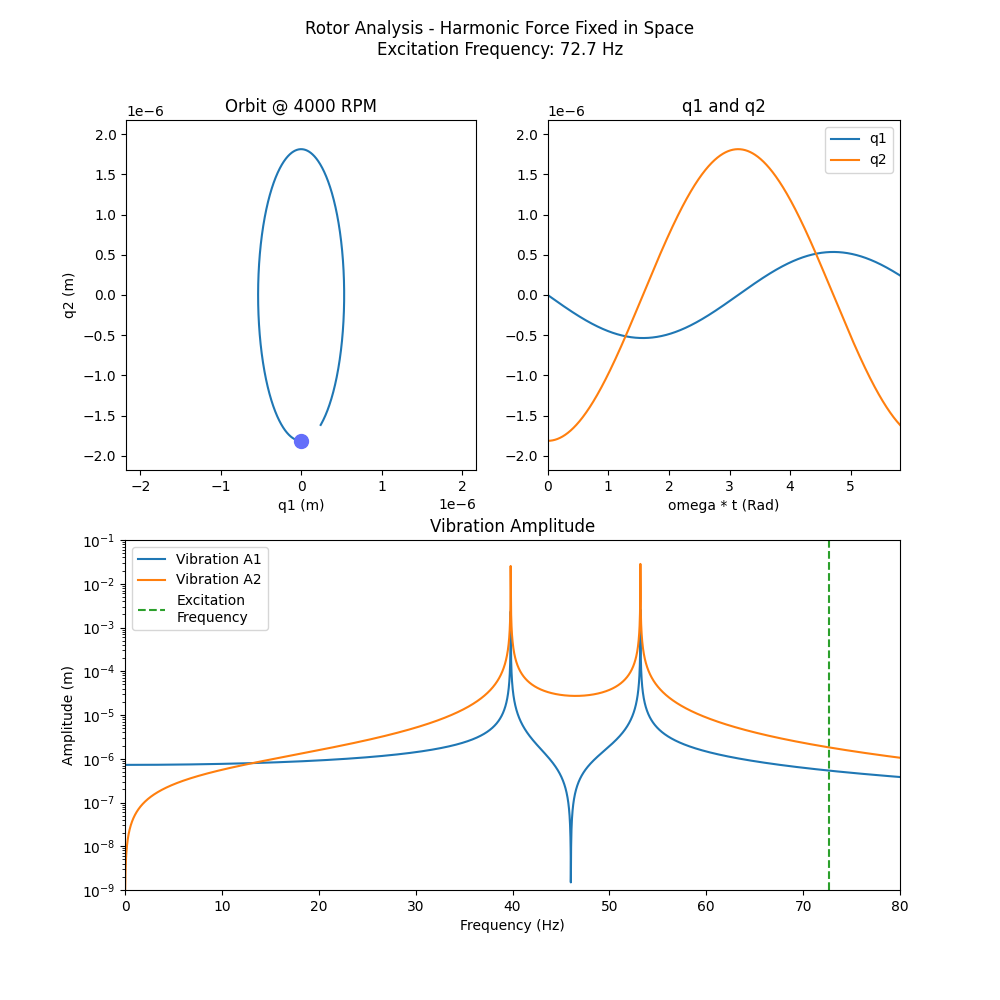 Rotor Analysis - Harmonic Force Fixed in Space
Excitation Frequency: 72.7 Hz
Orbit @ 4000 RPM
1e−6
2.0
1.5
1.0
0.5
0.0
−0.5
−1.0
−1.5
−2.0
q2 (m)
−2 −1 0 1 2
q1 (m)
1e−6
q1 and q2
1e−6
q1
q2
2.0
1.5
1.0
0.5
0.0
−0.5
−1.0
−1.5
−2.0
0 1 2 3 4 5
omega * t (Rad)
Vibration Amplitude
Vibration A1
Vibration A2
Excitation
Frequency
10⁻¹
10⁻²
10⁻³
10⁻⁴
10⁻⁵
10⁻⁶
10⁻⁷
10⁻⁸
10⁻⁹
Amplitude (m)
0 10 20 30 40 50 60 70 80
Frequency (Hz)